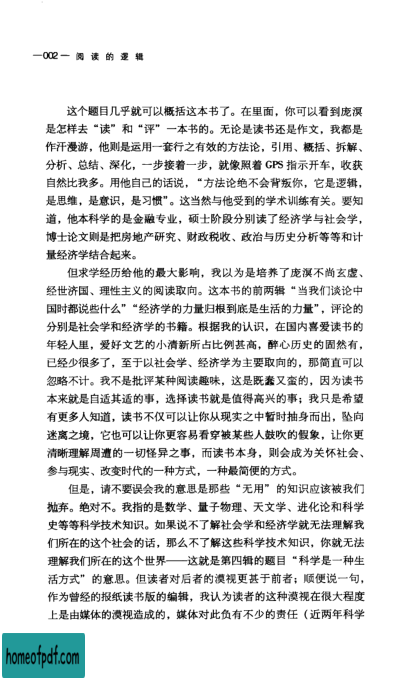 —002— 阅读的逻辑
这个题目几乎就可以概括这本书了。在里面，你可以看到庞溟
是怎样去“读”和“评”一本书的。无论是读书还是作文，我都是
作汗漫游，他则是运用一套行之有效的方法论，引用、概括、拆解、
分析、总结、深化，一步接着一步，就像照着 GPS 指示开车，收获
自然比我多。用他自己的话说，“方法论绝不会背叛你，它是逻辑，
是思维，是意识，是习惯”。这当然与他受到的学术训练有关。要知
道，他本科学的是金融专业，硕士阶段分别读了经济学与社会学，
博士论文则是把房地产研究、财政税收、政治与历史分析等等和计
量经济学结合起来。
但求学经历给他的最大影响，我以为是培养了庞溟不尚玄虚、
经世济国、理性主义的阅读取向。这本书的前两辑“当我们谈论中
国时都说些什么”“经济学的力量归根到底是生活的力量”，评论的
分别是社会学和经济学的书籍。根据我的认识，在国内喜爱读书的
年轻人里，爱好文艺的小清新所占比例甚高，醉心历史的固然有，
已经少很多了，至于以社会学、经济学为主要取向的，那简直可以
忽略不计。我不是批评某种阅读趣味，这是既蠢又蛮的，因为读书
本来就是自适其适的事，选择读书就是值得高兴的事；我只是希望
有更多人知道，读书不仅可以让你从现实之中暂时抽身而出，坠向
迷离之境，它也可以让你更容易看穿被某些人鼓吹的假象，让你更
清晰理解周遭的一切怪异之事，而读书本身，则会成为关怀社会、
参与现实、改变时代的一种方式，一种最简便的方式。
但是，请不要误会我的意思是那些“无用”的知识应该被我们
抛弃。绝对不。我指的是数学、量子物理、天文学、进化论和科学
史等等科学技术知识。如果说不了解社会学和经济学就无法理解我
们所在的这个社会的话，那么不了解这些科学技术知识，你就无法
理解我们所在的这个世界——这就是第四辑的题目“科学是一种生
活方式”的意思。但读者对后者的漠视更甚于前者；顺便说一句，
作为曾经的报纸读书版的编辑，我认为读者的这种漠视在很大程度
上是由媒体的漠视造成的，媒体对此负有不少的责任（近两年科学
homeofpdf.com